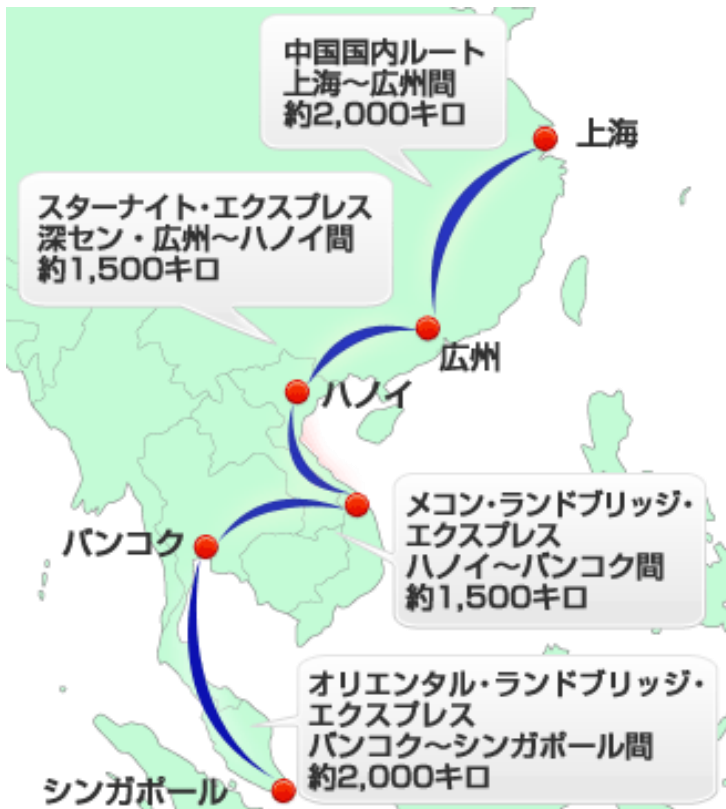 中国国内ルート
上海～広州間
約2,000キロ
上海
スターナイト・エクスプレス
深セン・広州～ハノイ間
約1,500キロ
広州
ハノイ
メコン・ランドブリッジ・
エクスプレス
ハノイ～バンコク間
約1,500キロ
バンコク
オリエンタル・ランドブリッジ・
エクスプレス
バンコク～シンガポール間
約2,000キロ
シンガポール